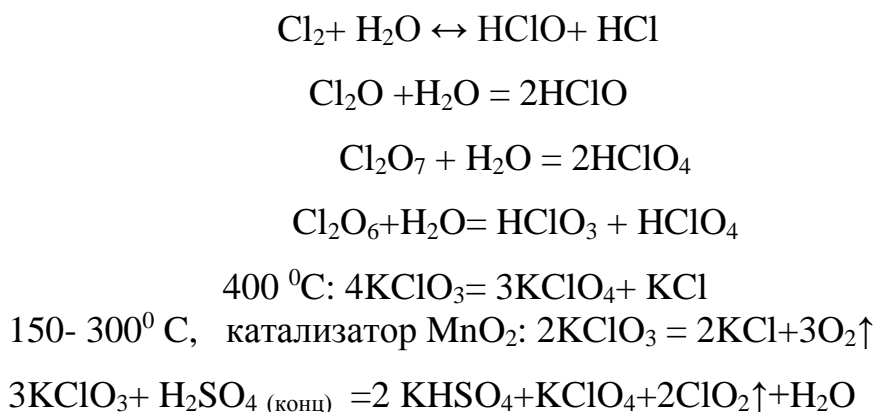 Cl₂+ H₂O ↔ HClO+ HCl
Cl₂O +H₂O = 2HClO
Cl₂O₇ + H₂O = 2HClO₄
Cl₂O₆+H₂O= HClO₃ + HClO₄
400 ⁰C: 4KClO₃= 3KClO₄+ KCl
150- 300⁰ C, катализатор MnO₂: 2KClO₃ = 2KCl+3O₂↑
3KClO₃+ H₂SO₄ (конц) =2 KHSO₄+KClO₄+2ClO₂↑+H₂O